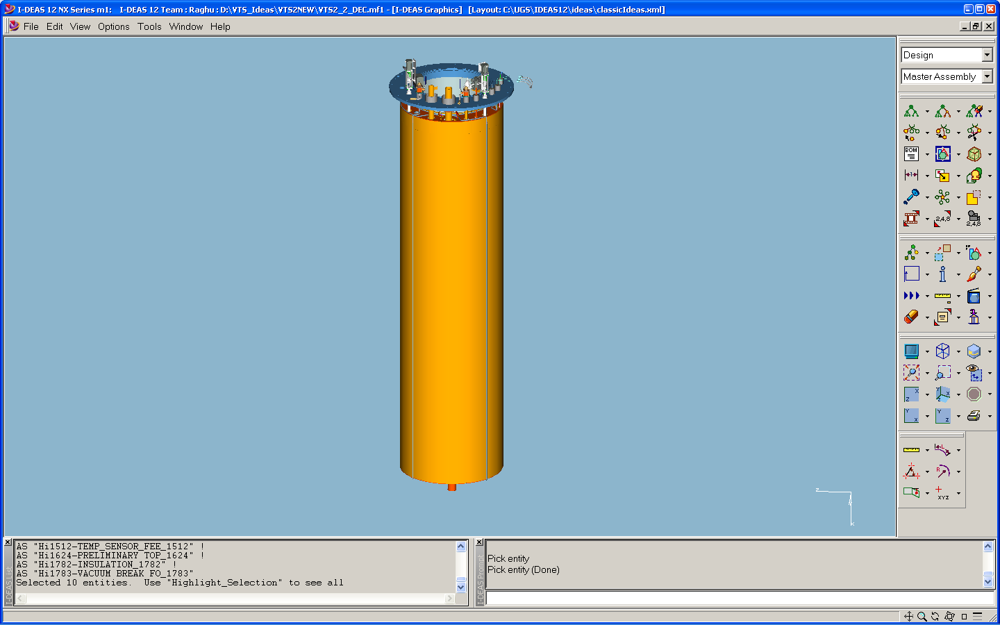 I-DEAS 12 NX Series m1:    I-DEAS 12 Team : Raghu : D:\VTS_Ideas\VTS2NEW\VTS2_2_DEC.mf1 - [I-DEAS Graphics]   [Layout: C:\UGS\IDEAS12\ideas\classicIdeas.xml]
File Edit View Options Tools Window Help
Design
Master Assembly
BOM
2,4,8
2,4,8
X
Z
Y
X
Z
Y
X
Y
Z
L
R
XYZ
Z
X
AS "Hi1512-TEMP_SENSOR_FEE_1512" !
AS "Hi1624-PRELIMINARY TOP_1624" !
AS "Hi1782-INSULATION_1782" !
AS "Hi1783-VACUUM BREAK FO_1783"
Selected 10 entities.  Use "Highlight_Selection" to see all
I-DEAS List
Pick entity
Pick entity (Done)
I-DEAS Prompt